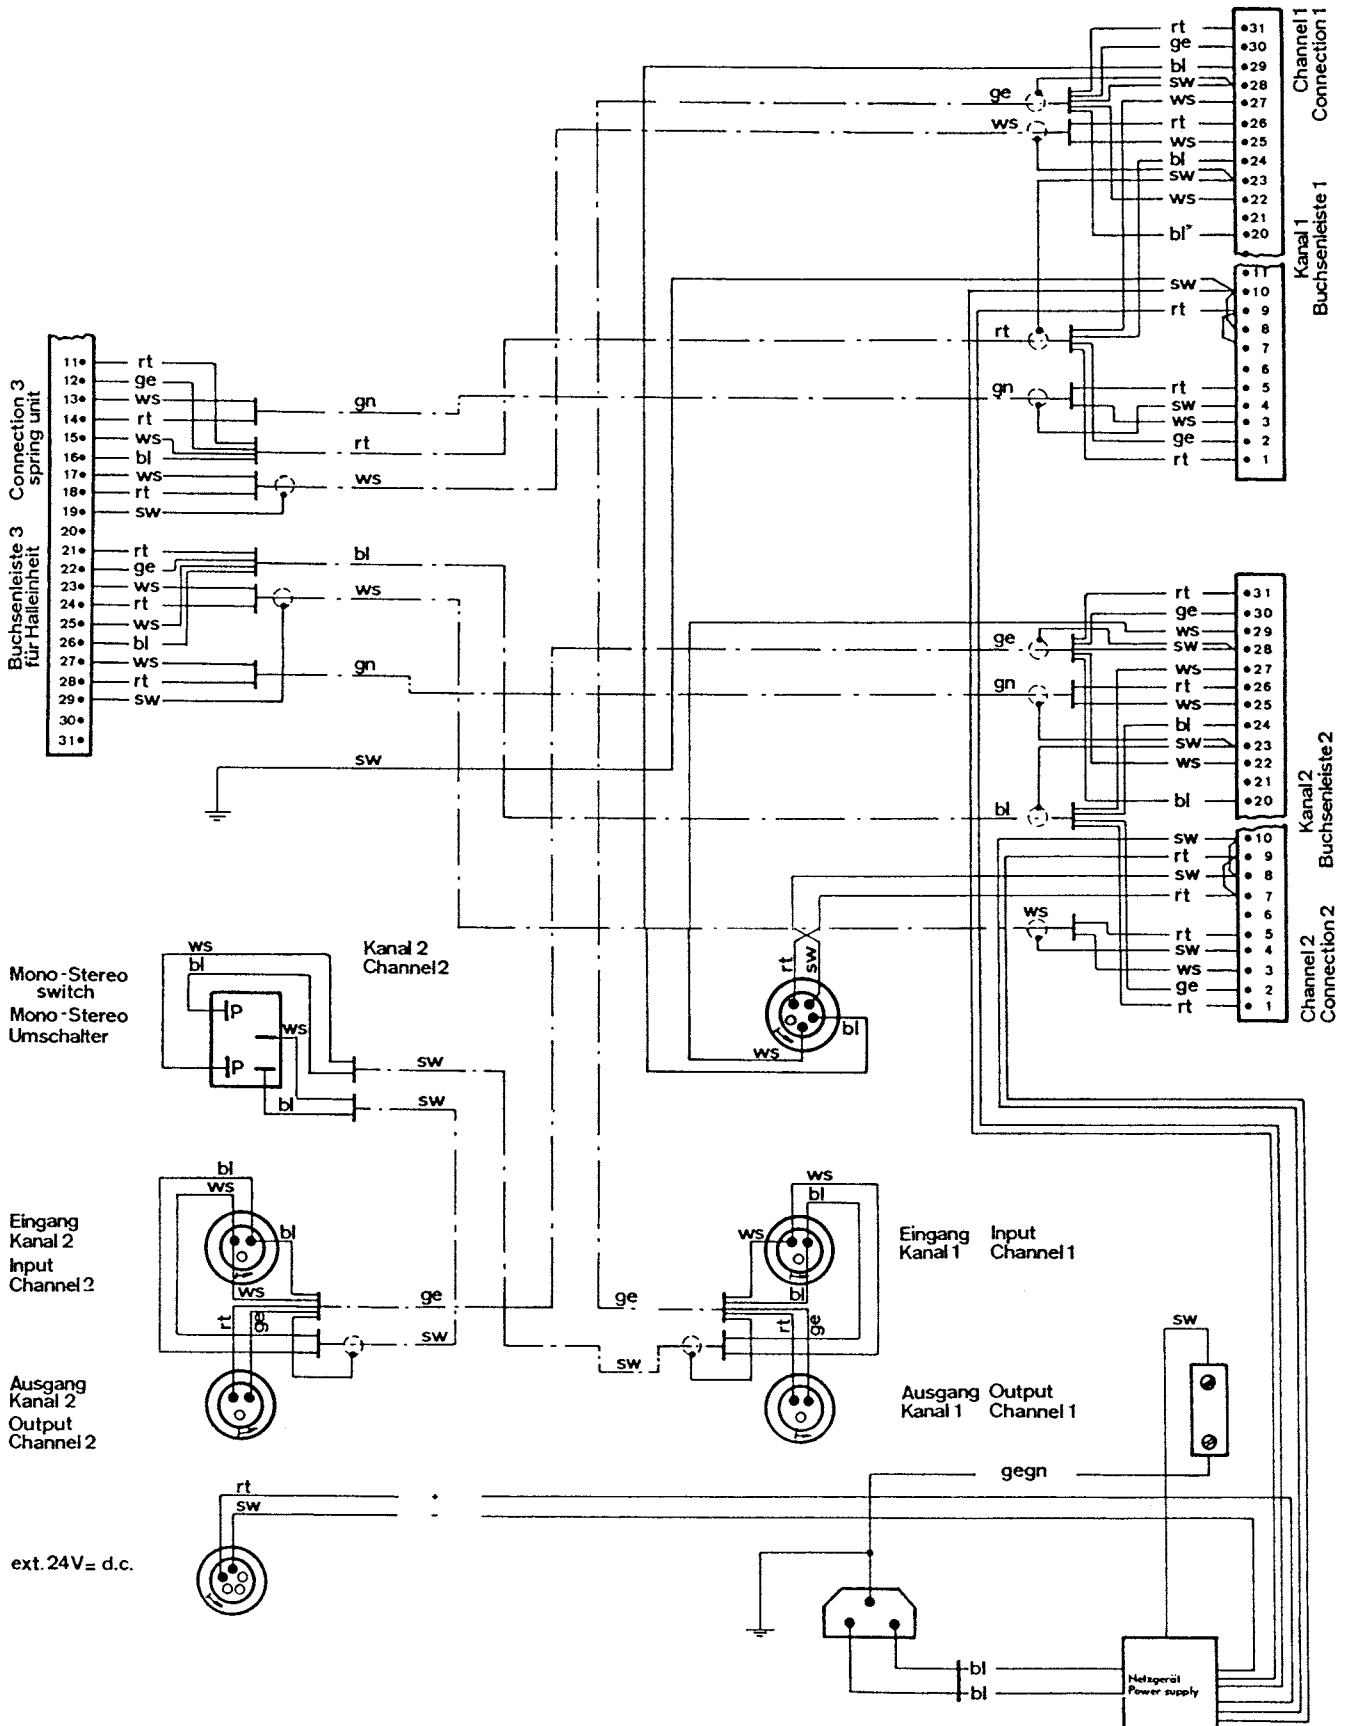 Channel 1
Connection 1
Kanal 1
Buchsenleiste 1
rt •31
ge •30
bl •29
sw •28
ws •27
rt •26
ws •25
bl •24
sw •23
ws •22
•21
bl* •20
11
sw •10
rt • 9
• 8
• 7
• 6
rt • 5
sw • 4
ws • 3
ge • 2
rt • 1
ge
ws
rt
gn
Connection 3
spring unit
Buchsenleiste 3
für Halleinheit
11• rt
12• ge
13• ws
14• rt
15• ws
16• bl
17• ws
18• rt
19• sw
20•
21• rt
22• ge
23• ws
24• rt
25• ws
26• bl
27• ws
28• rt
29• sw
30•
31•
gn
rt
ws
bl
ws
gn
sw
Kanal 2
Buchsenleiste 2
Channel 2
Connection 2
rt •31
ge •30
ws •29
sw •28
ws •27
rt •26
ws •25
bl •24
sw •23
ws •22
•21
bl •20
sw •10
rt • 9
sw • 8
rt • 7
• 6
rt • 5
sw • 4
ws • 3
ge • 2
rt • 1
ge
gn
bl
ws
rt
sw
bl
ws
Kanal 2
Channel 2
Mono-Stereo
switch
Mono-Stereo
Umschalter
ws
bl
P
ws
P
bl
sw
sw
Eingang
Kanal 2
Input
Channel 2
bl
ws
bl
ws
rt
ge
ge
sw
Ausgang
Kanal 2
Output
Channel 2
ws
bl
ws
bl
rt
ge
ge
sw
Eingang Input
Kanal 1 Channel 1
Ausgang Output
Kanal 1 Channel 1
sw
gegn
rt +
sw -
ext. 24V= d.c.
bl
bl
Netzgerät
Power supply